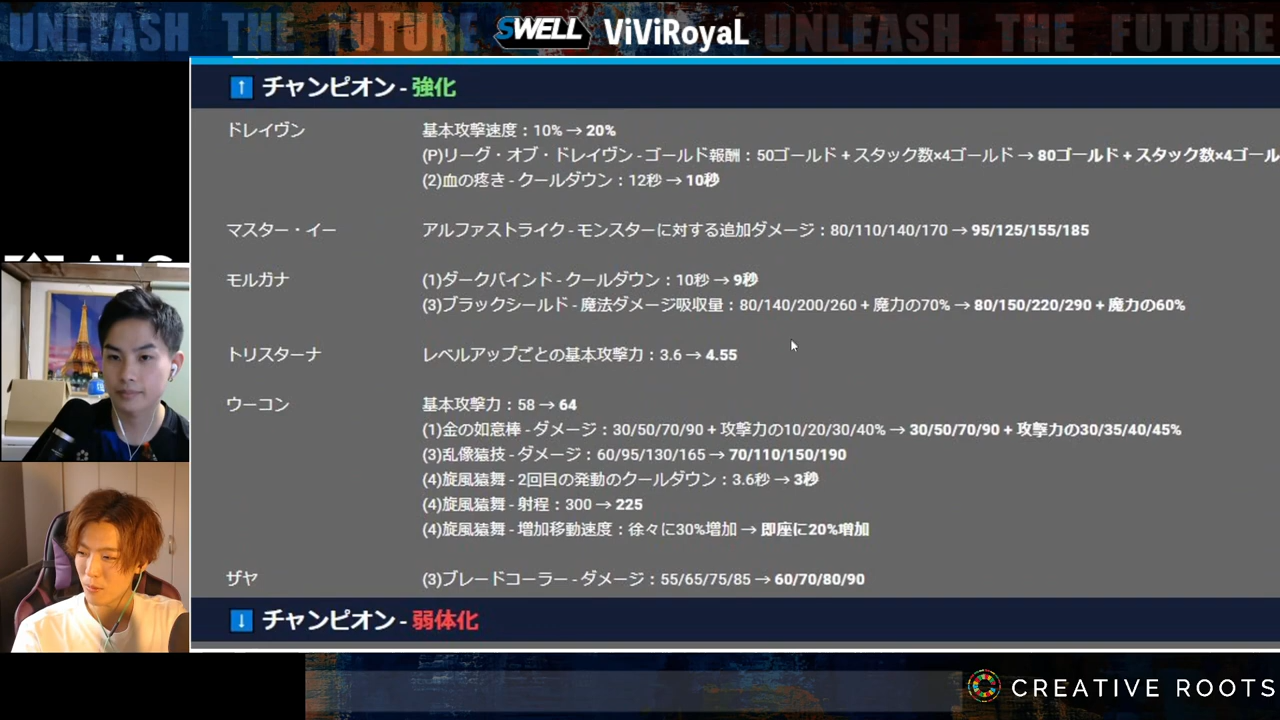 UNLEASH THE FUTURE SWELL ViViRoyaL UNLEASH THE FUTURE
チャンピオン - 強化
ドレイヴン 基本攻撃速度：10% → 20%
(P)リーグ・オブ・ドレイヴン - ゴールド報酬：50ゴールド + スタック数×4ゴールド → 80ゴールド + スタック数×4ゴール
(2)血の疼き - クールダウン：12秒 → 10秒
マスター・イー アルファストライク - モンスターに対する追加ダメージ：80/110/140/170 → 95/125/155/185
モルガナ (1)ダークバインド - クールダウン：10秒 → 9秒
(3)ブラックシールド - 魔法ダメージ吸収量：80/140/200/260 + 魔力の70% → 80/150/220/290 + 魔力の60%
トリスターナ レベルアップごとの基本攻撃力：3.6 → 4.55
ウーコン 基本攻撃力：58 → 64
(1)金の如意棒 - ダメージ：30/50/70/90 + 攻撃力の10/20/30/40% → 30/50/70/90 + 攻撃力の30/35/40/45%
(3)乱像猿技 - ダメージ：60/95/130/165 → 70/110/150/190
(4)旋風猿舞 - 2回目の発動のクールダウン：3.6秒 → 3秒
(4)旋風猿舞 - 射程：300 → 225
(4)旋風猿舞 - 増加移動速度：徐々に30%増加 → 即座に20%増加
ザヤ (3)ブレードコーラー - ダメージ：55/65/75/85 → 60/70/80/90
チャンピオン - 弱体化
CREATIVE ROOTS